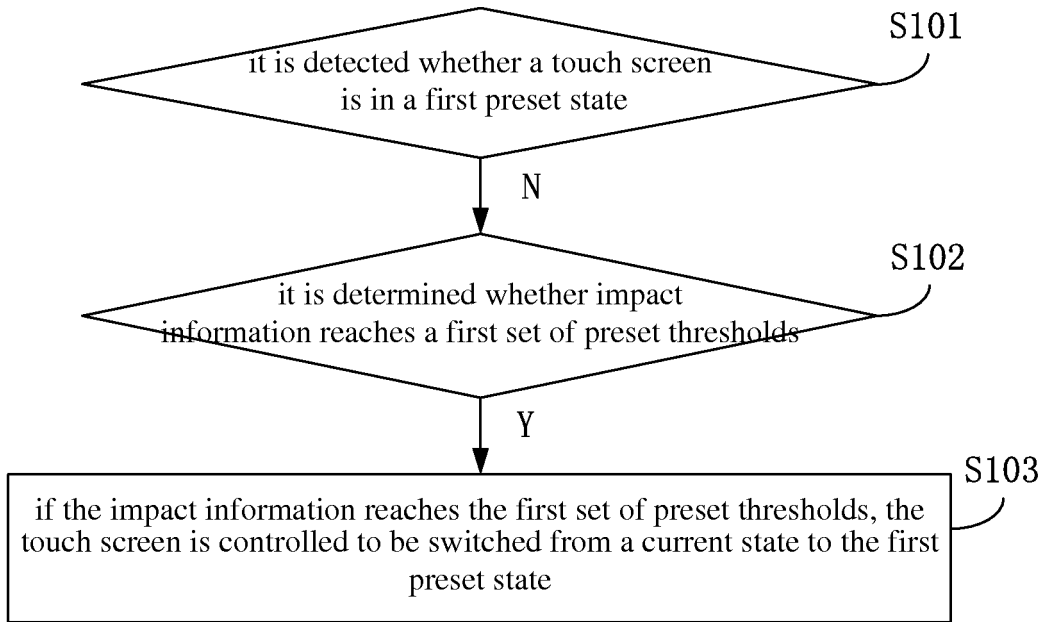 S101
it is detected whether a touch screen
is in a first preset state
N
S102
it is determined whether impact
information reaches a first set of preset thresholds
Y
S103
if the impact information reaches the first set of preset thresholds, the
touch screen is controlled to be switched from a current state to the first
preset state